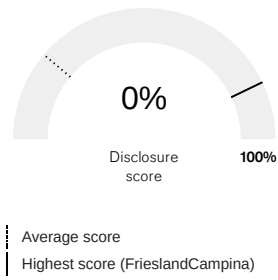 0%
Disclosure
score
100%
Average score
Highest score (FrieslandCampina)